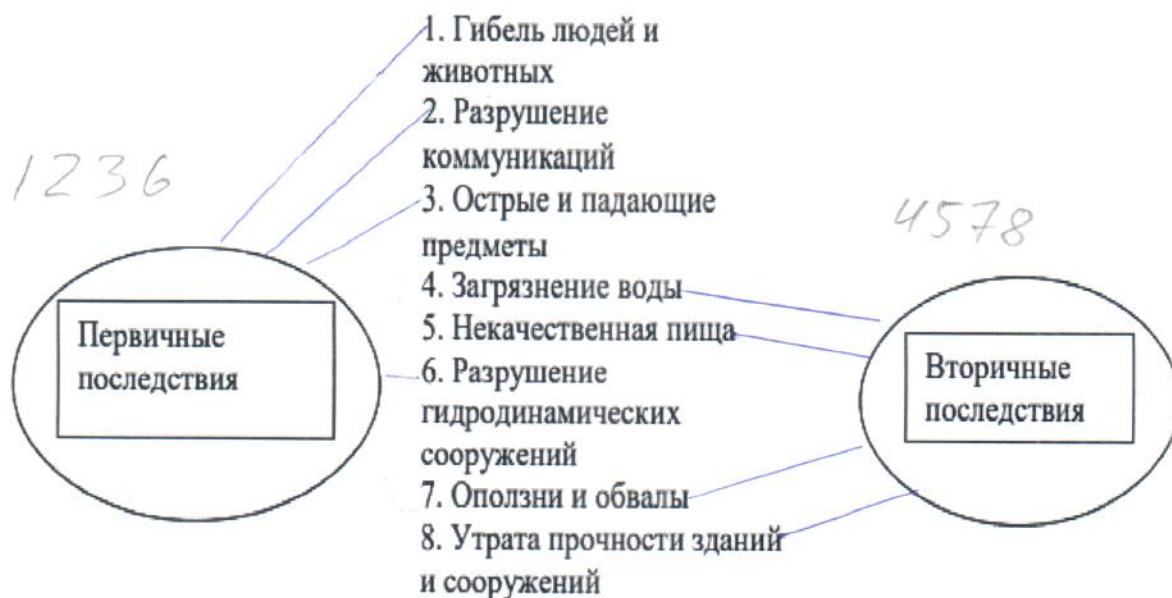 1. Гибель людей и
животных
2. Разрушение
коммуникаций
1236
3. Острые и падающие
предметы
4578
4. Загрязнение воды
5. Некачественная пища
Первичные
последствия
6. Разрушение
гидродинамических
сооружений
Вторичные
последствия
7. Оползни и обвалы
8. Утрата прочности зданий
и сооружений